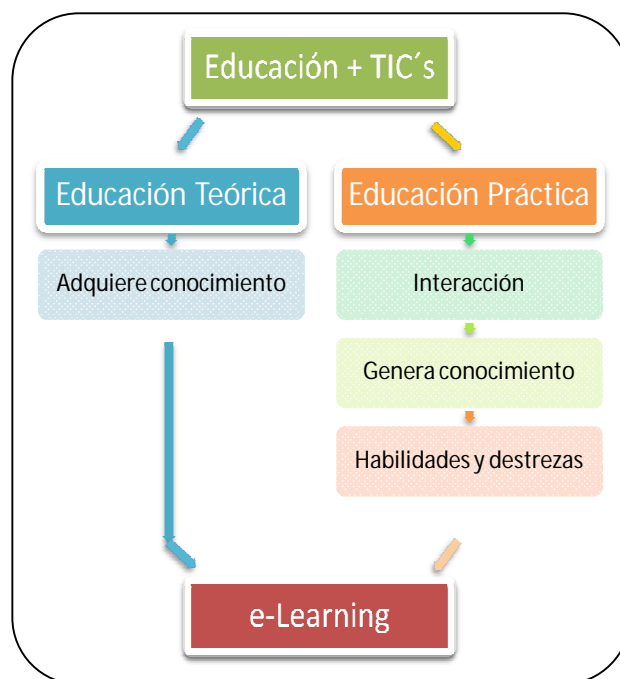 Educación + TIC´s
Educación Teórica
Educación Práctica
Adquiere conocimiento
Interacción
Genera conocimiento
Habilidades y destrezas
e-Learning